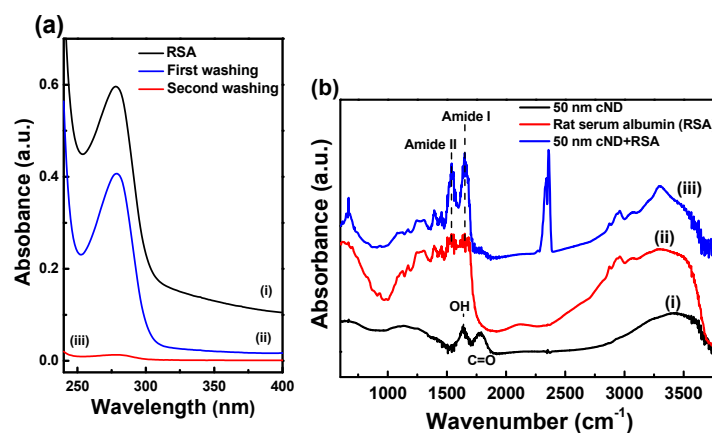 (a)
RSA
First washing
Second washing
0.6
0.4
0.2
0.0
(i)
(ii)
(iii)
250
300
350
400
Wavelength (nm)
Absobance (a.u.)
(b)
50 nm cND
Rat serum albumin (RSA
50 nm cND+RSA
Amide I
Amide II
(iii)
(ii)
(i)
OH
C=O
1000
1500
2000
2500
3000
3500
Wavenumber (cm⁻¹)
Absorbance (a.u.)